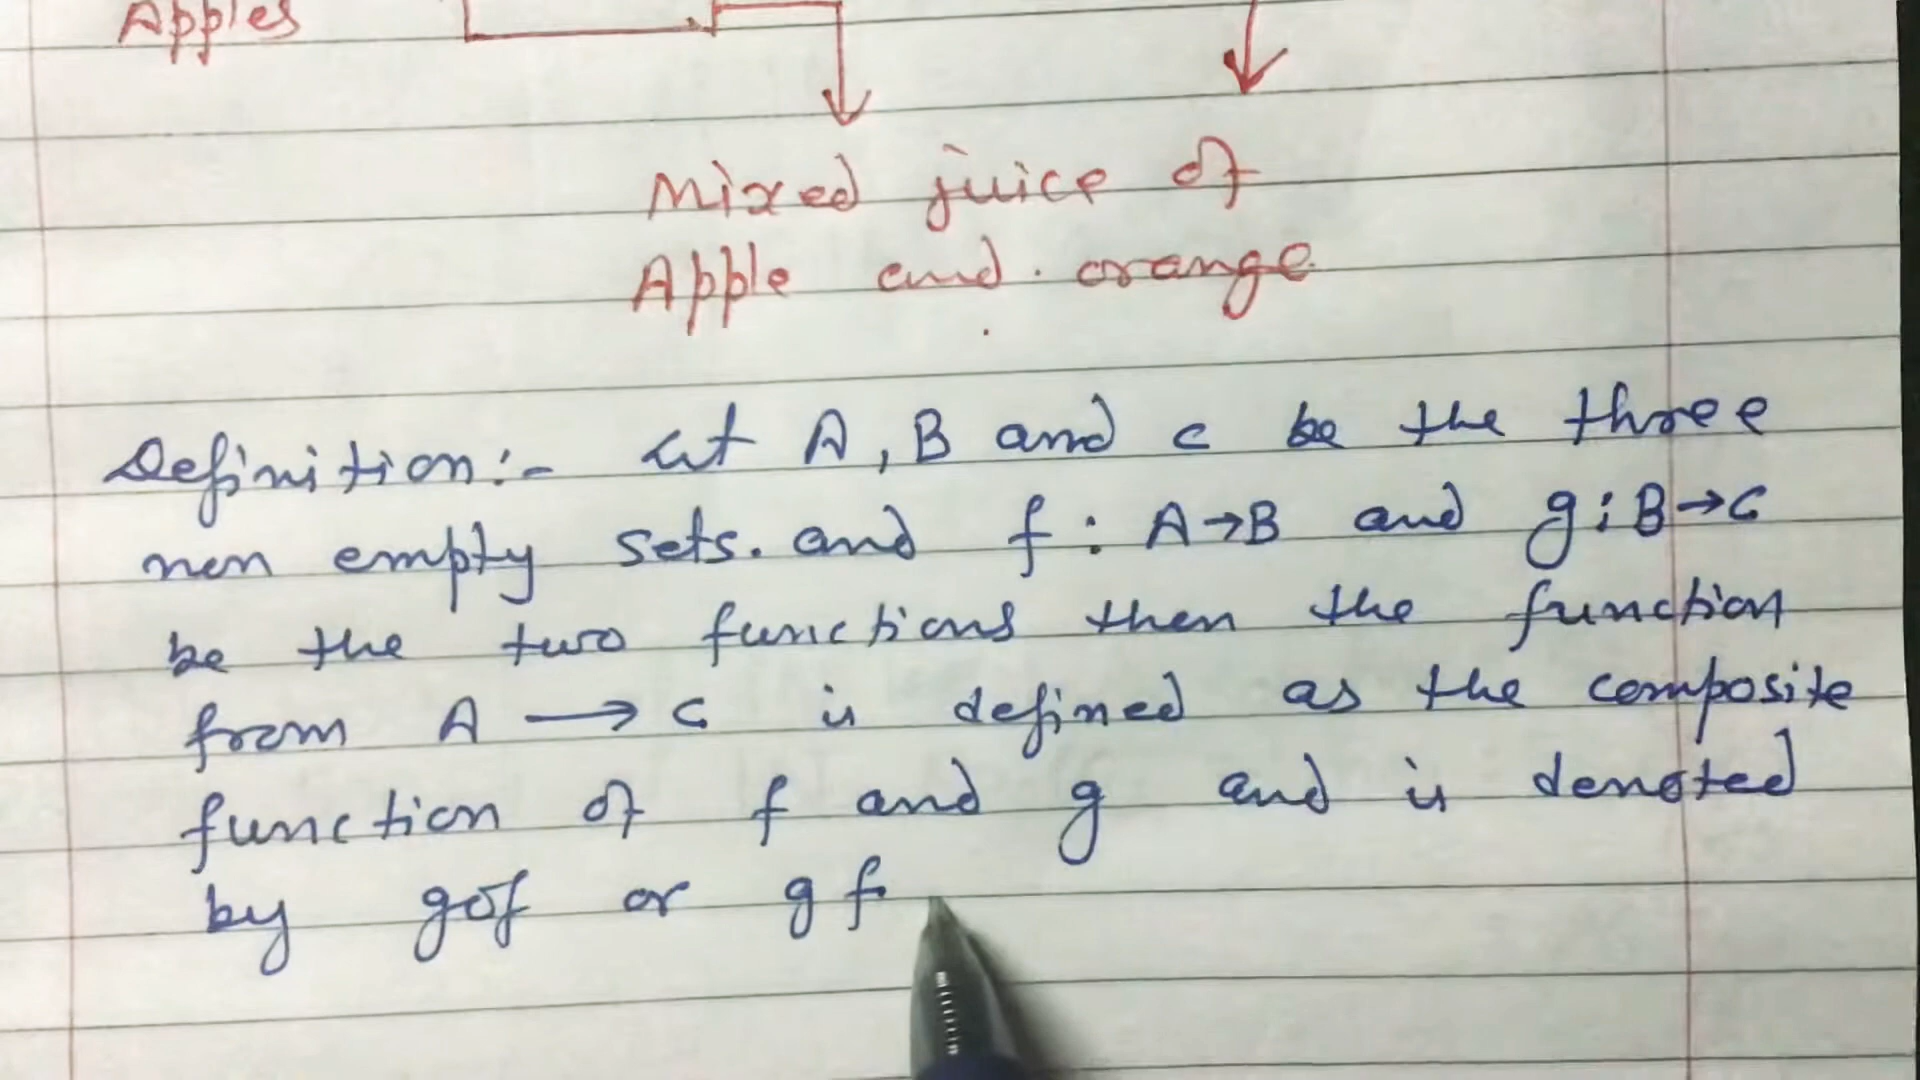 Apples
Mixed juice of
Apple and orange
Definition:- Let A, B and c be the three
non empty sets. and f : A→B and g : B→C
be the two functions then the function
from A ⟶ C is defined as the composite
function of f and g and is denoted
by gof or g f